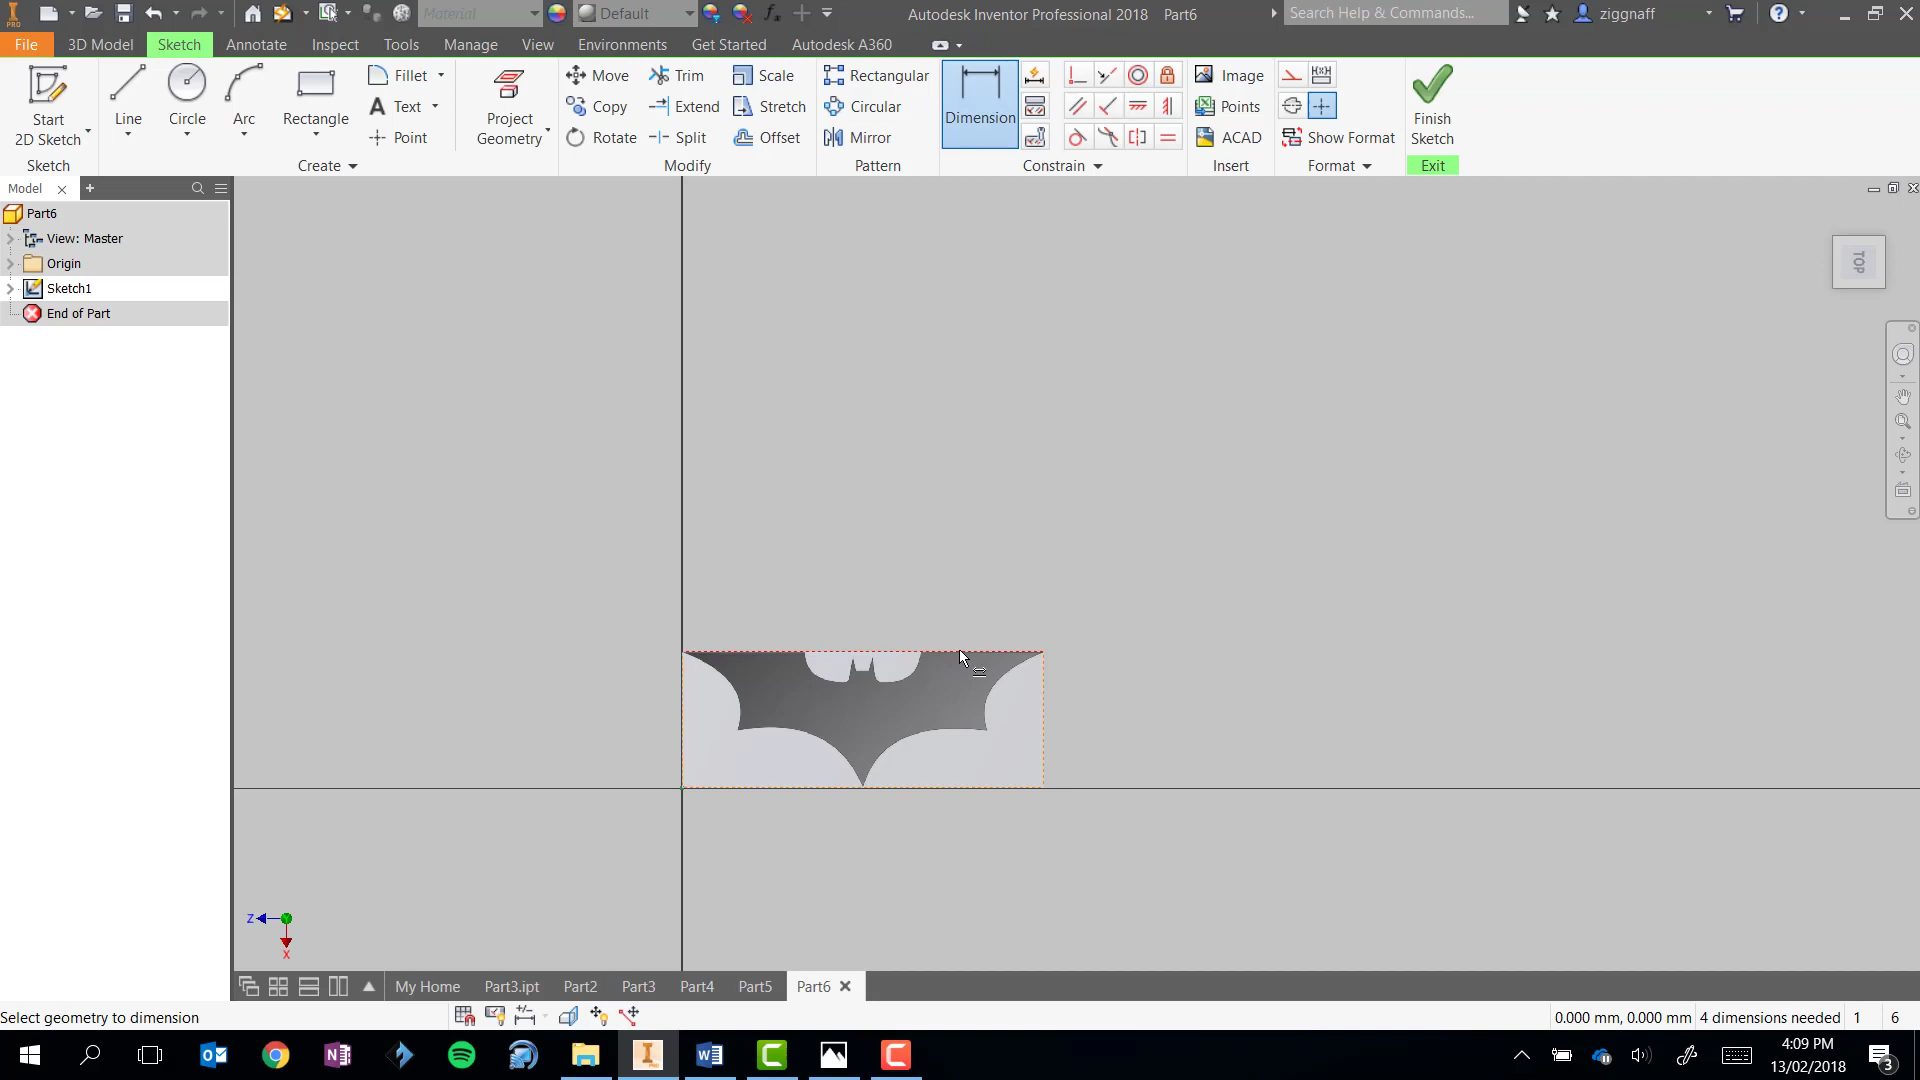 PRO
Material
Default
Autodesk Inventor Professional 2018 Part6
Search Help & Commands...
ziggnaff
File 3D Model Sketch Annotate Inspect Tools Manage View Environments Get Started Autodesk A360
Start
2D Sketch
Line
Circle
Arc
Rectangle
Fillet
Text
Point
Project
Geometry
Move
Copy
Rotate
Trim
Extend
Split
Scale
Stretch
Offset
Rectangular
Circular
Mirror
Dimension
Image
Points
ACAD
Show Format
Finish
Sketch
Sketch Create Modify Pattern Constrain Insert Format Exit
Model
Part6
View: Master
Origin
Sketch1
End of Part
TOP
Z
Y
X
My Home Part3.ipt Part2 Part3 Part4 Part5 Part6
Select geometry to dimension
0.000 mm, 0.000 mm 4 dimensions needed 1 6
4:09 PM
13/02/2018
3